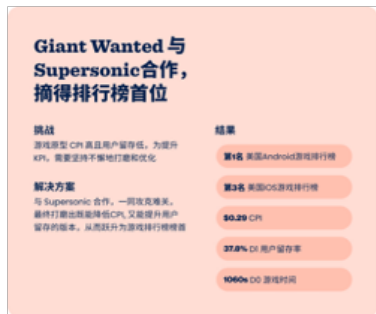 Giant Wanted 与
Supersonic合作，
摘得排行榜首位
挑战
游戏原型 CPI 高且用户留存低，为提升
KPI，需要坚持不懈地打磨和优化
解决方案
与 Supersonic 合作，一同攻克难关，
最终打磨出既能降低CPI, 又能提升用户
留存的版本，从而跃升为游戏排行榜榜首
结果
第1名 美国Android游戏排行榜
第3名 美国iOS游戏排行榜
$0.29 CPI
37.8% D1 用户留存率
1060s D0 游戏时间